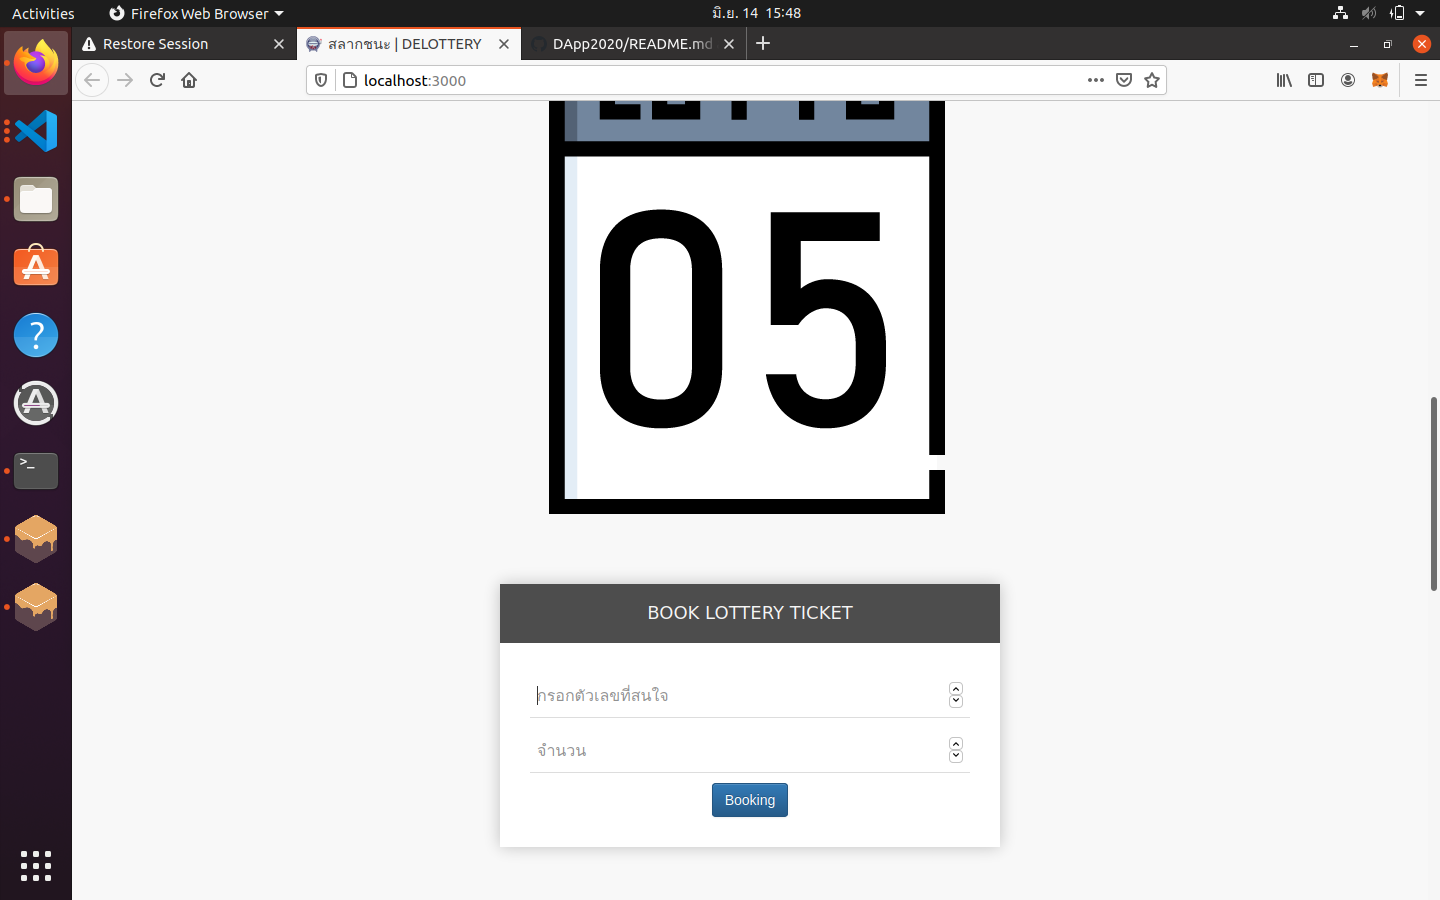 Activities
Firefox Web Browser
มิ.ย. 14 15:48
Restore Session
สลากชนะ | DELOTTERY
DApp2020/README.md
localhost:3000
05
BOOK LOTTERY TICKET
กรอกตัวเลขที่สนใจ
จำนวน
Booking